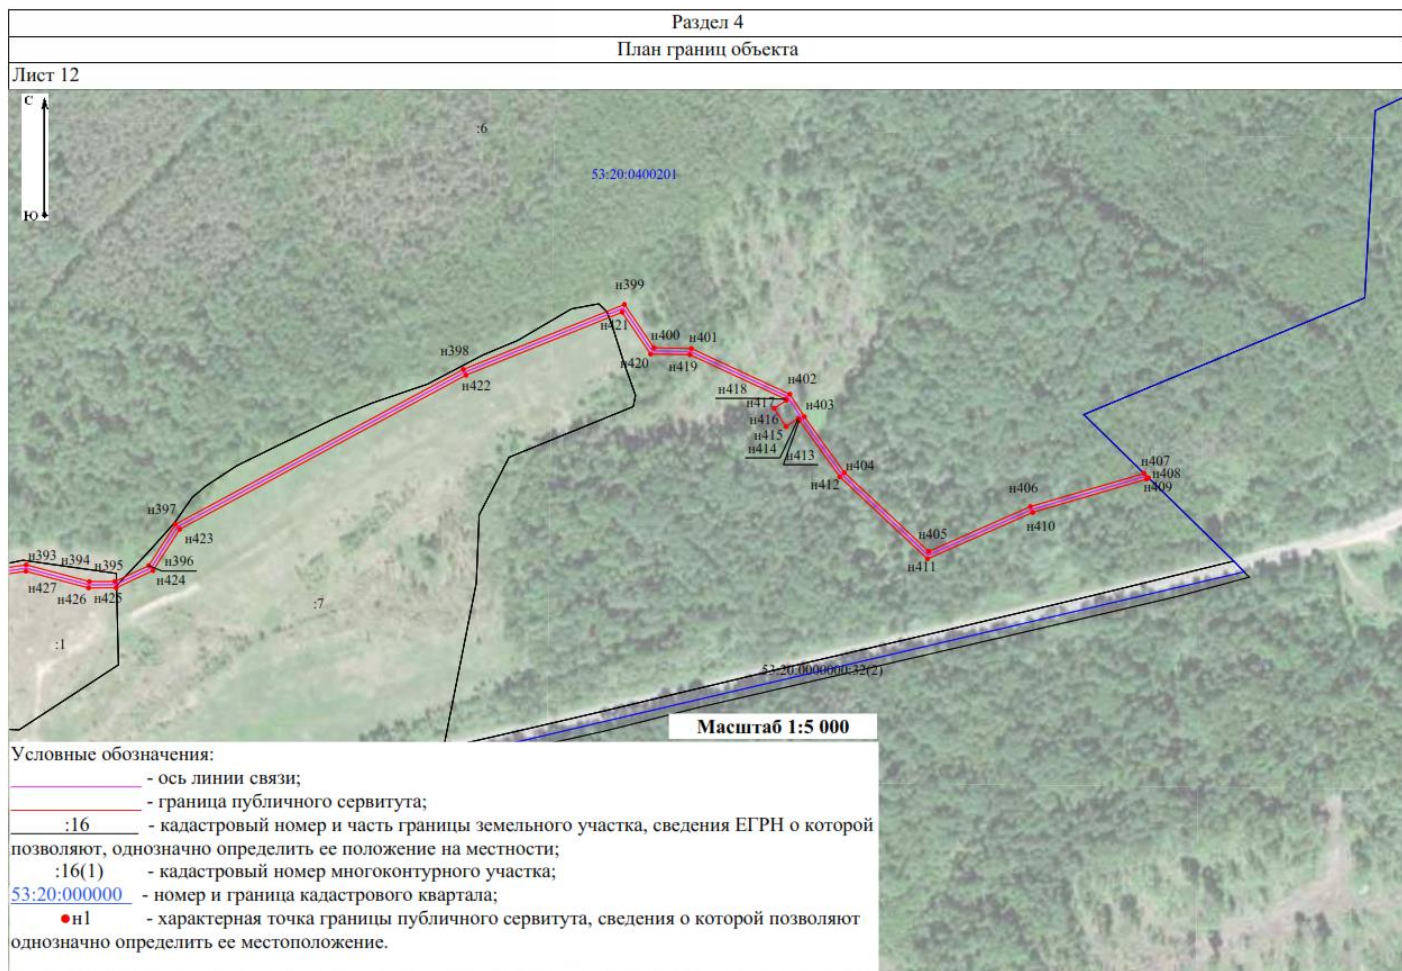 Раздел 4
План границ объекта
Лист 12
С
:6
53:20:0400201
Ю
н399
н421
н400
н401
н398
н420
н419
н422
н402
н418
н417
н403
н416
н415
н414
н413
н404
н407
н408
н412
н409
н406
н397
н410
н423
н405
н393
н394
н395
н396
н411
н427
н426
н425
н424
:7
:1
53:20:0000000:32(2)
Масштаб 1:5 000
Условные обозначения:
- ось линии связи;
- граница публичного сервитута;
:16 - кадастровый номер и часть границы земельного участка, сведения ЕГРН о которой
позволяют, однозначно определить ее положение на местности;
:16(1) - кадастровый номер многоконтурного участка;
53:20:000000 - номер и граница кадастрового квартала;
н1 - характерная точка границы публичного сервитута, сведения о которой позволяют
однозначно определить ее местоположение.